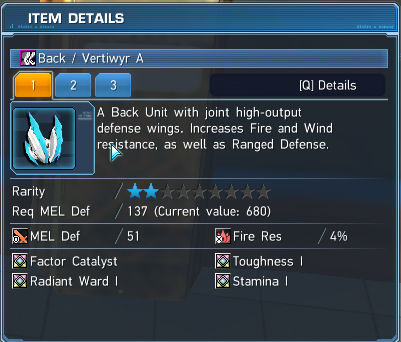 ITEM DETAILS
Back / Vertiwyr A
1 2 3 [Q] Details
A Back Unit with joint high-output
defense wings. Increases Fire and Wind
resistance, as well as Ranged Defense.
Rarity /
Req MEL Def / 137 (Current value: 680)
MEL Def / 51 Fire Res / 4%
Factor Catalyst Toughness I
Radiant Ward I Stamina I